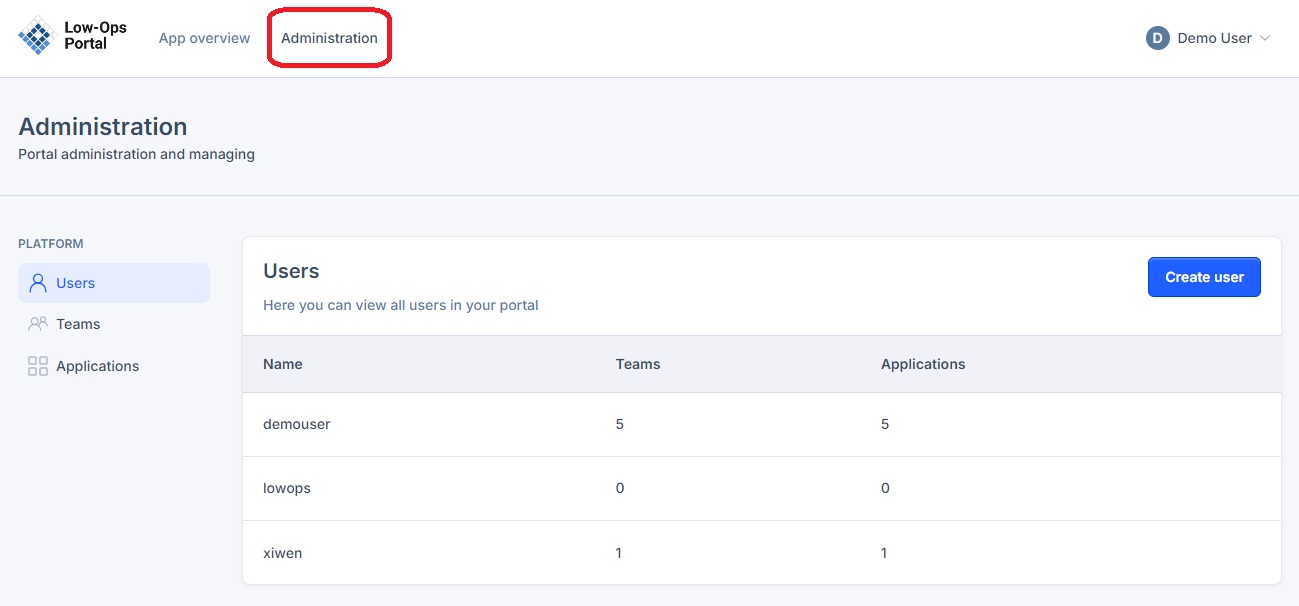 Low-Ops
Portal
App overview
Administration
D
Demo User
Administration
Portal administration and managing
PLATFORM
Users
Teams
Applications
Users
Here you can view all users in your portal
Create user
Name Teams Applications
demouser 5 5
lowops 0 0
xiwen 1 1